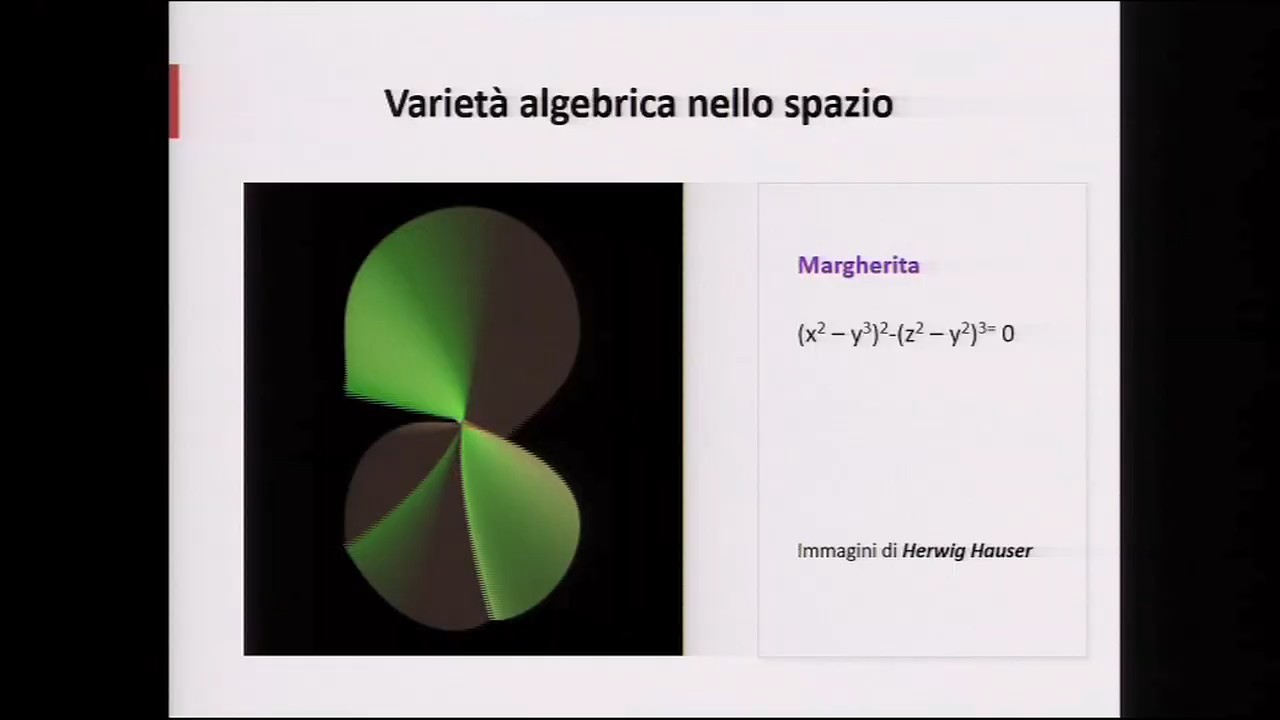 Varietà algebrica nello spazio
Margherita
(x² – y³)²-(z² – y²)³⁼ 0
Immagini di Herwig Hauser